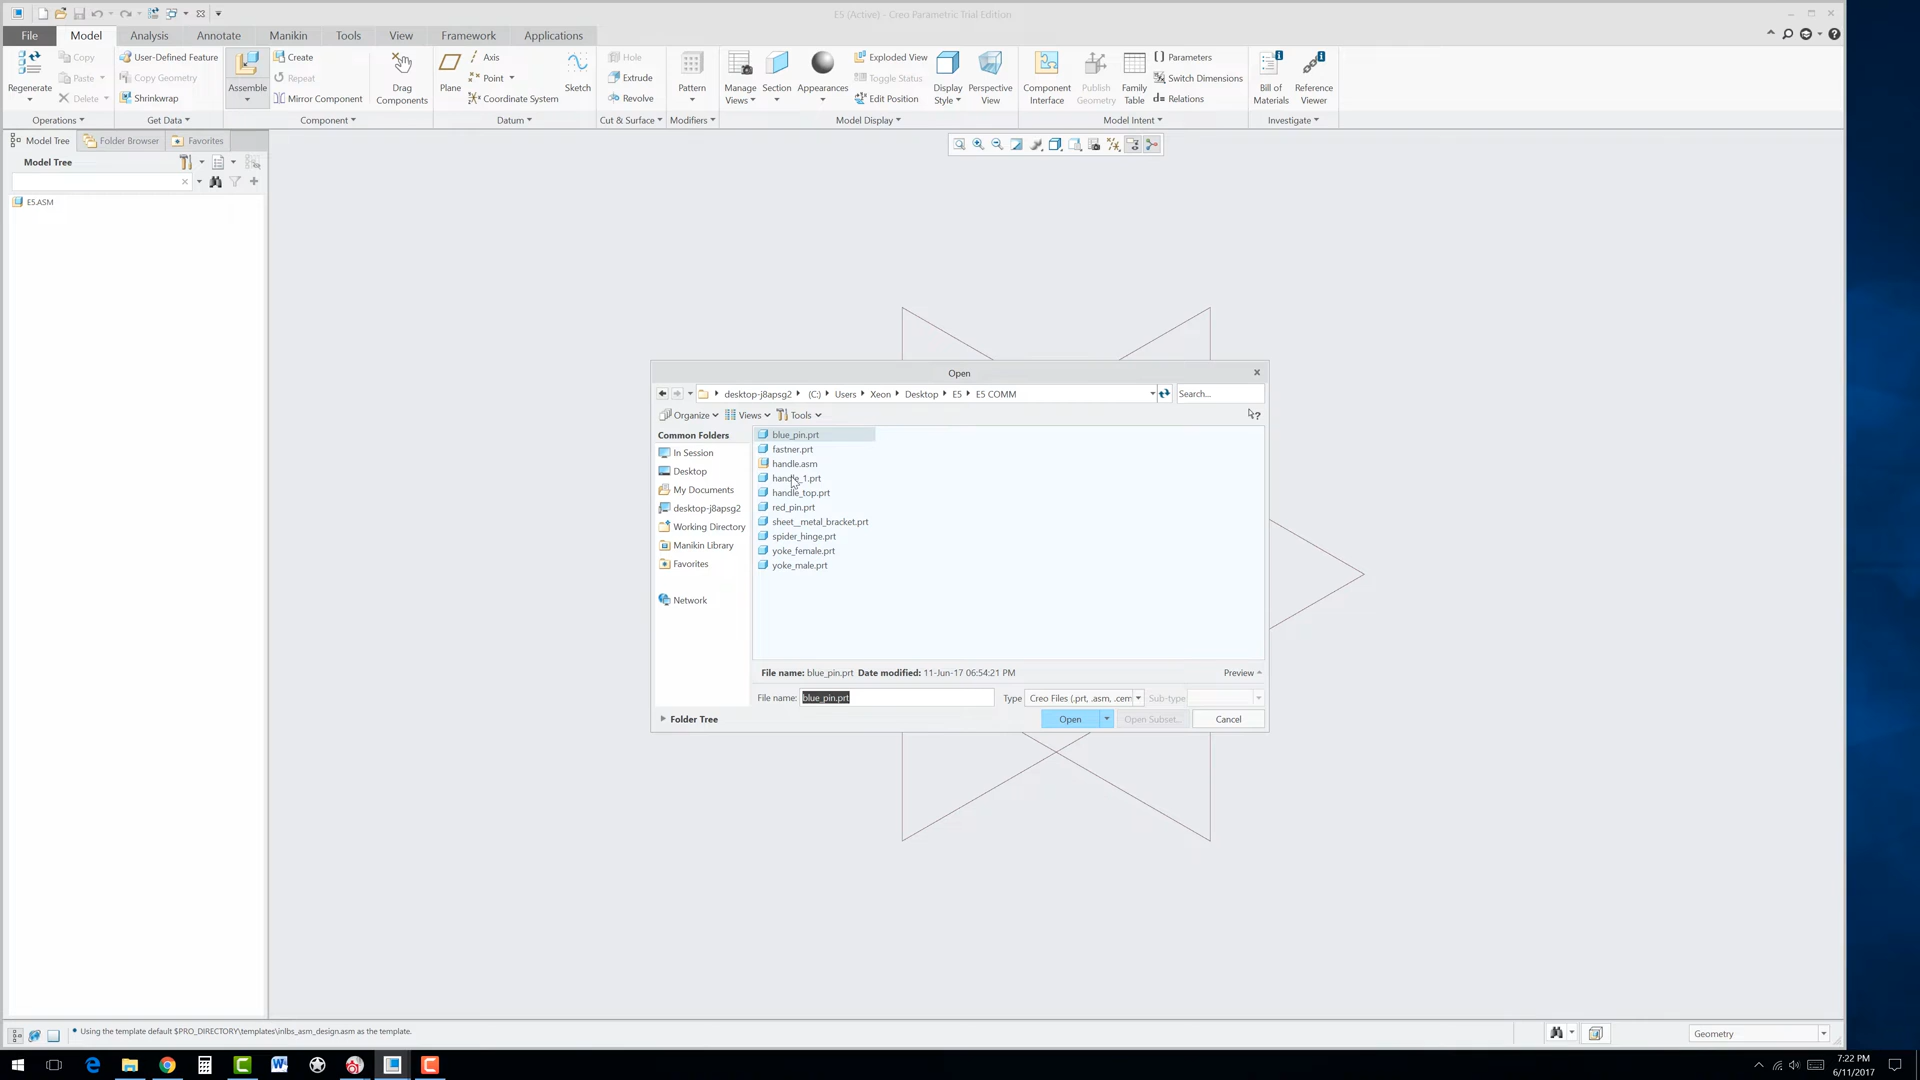 E5 (Active) - Creo Parametric Trial Edition
File Model Analysis Annotate Manikin Tools View Framework Applications
Regenerate
Copy
Paste
Delete
Operations
User-Defined Feature
Copy Geometry
Shrinkwrap
Get Data
Assemble
Create
Repeat
Mirror Component
Drag
Components
Component
Plane
Axis
Point
Coordinate System
Sketch
Datum
Hole
Extrude
Revolve
Cut & Surface
Pattern
Modifiers
Manage
Views
Section
Appearances
Exploded View
Toggle Status
Edit Position
Display
Style
Perspective
View
Model Display
Component
Interface
Publish
Geometry
Family
Table
Parameters
Switch Dimensions
d= Relations
Model Intent
Bill of
Materials
Reference
Viewer
Investigate
Model Tree Folder Browser Favorites
Model Tree
E5.ASM
Open
desktop-j8apsg2 (C:) Users Xeon Desktop E5 E5 COMM
Search...
Organize Views Tools
Common Folders
In Session
Desktop
My Documents
desktop-j8apsg2
Working Directory
Manikin Library
Favorites
Network
blue_pin.prt
fastner.prt
handle.asm
handle_1.prt
handle_top.prt
red_pin.prt
sheet__metal_bracket.prt
spider_hinge.prt
yoke_female.prt
yoke_male.prt
File name: blue_pin.prt Date modified: 11-Jun-17 06:54:21 PM
Preview
File name: blue_pin.prt
Type Creo Files (.prt, .asm, .cem
Sub-type
Folder Tree
Open
Open Subset...
Cancel
Using the template default $PRO_DIRECTORY\templates\inlbs_asm_design.asm as the template.
Geometry
7:22 PM
6/11/2017